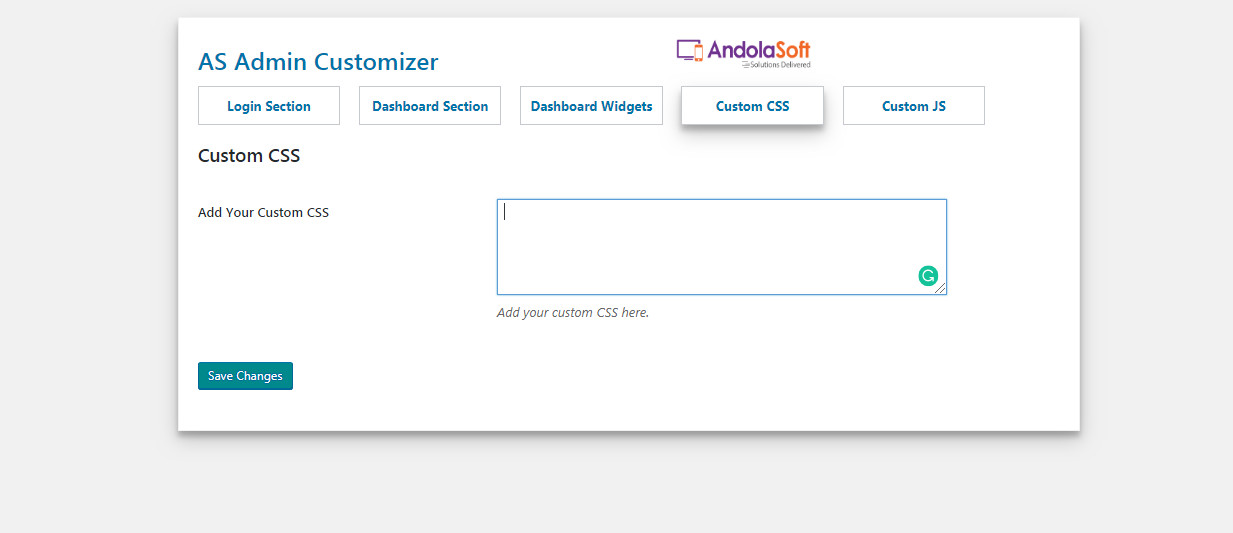 AS Admin Customizer
AndolaSoft
Solutions Delivered
Login Section
Dashboard Section
Dashboard Widgets
Custom CSS
Custom JS
Custom CSS
Add Your Custom CSS
Add your custom CSS here.
Save Changes